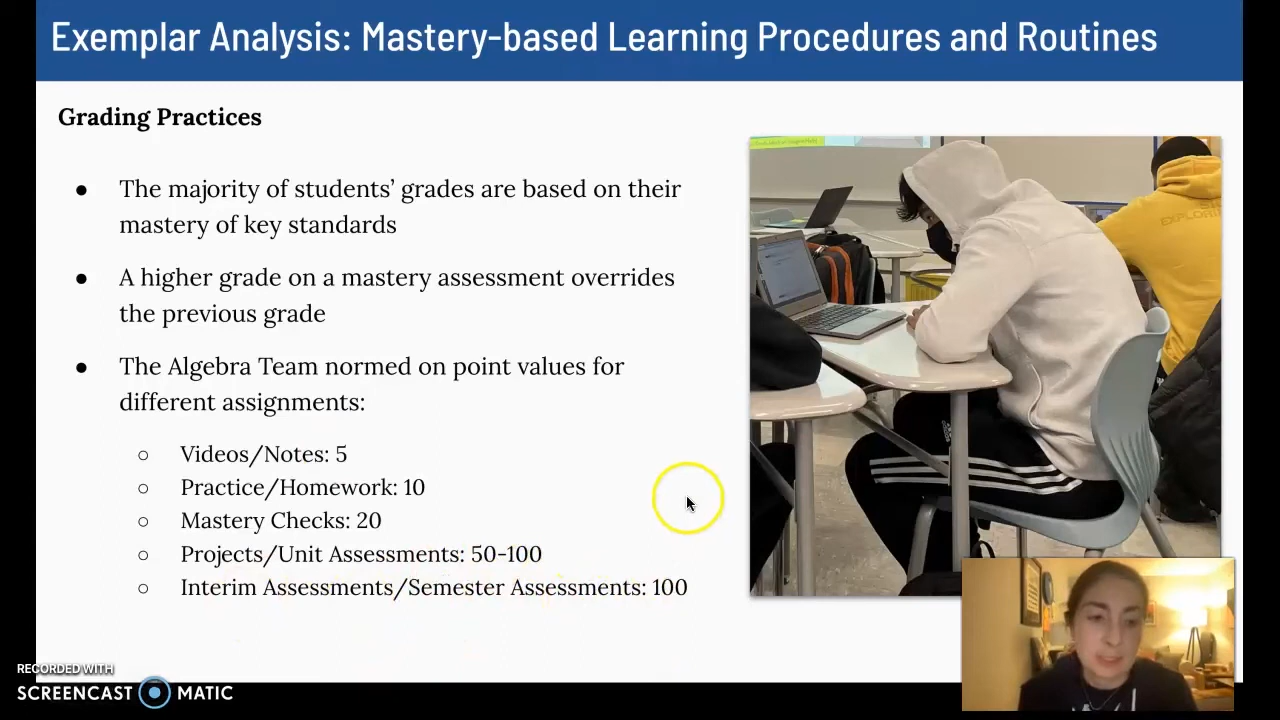 Exemplar Analysis: Mastery-based Learning Procedures and Routines
Grading Practices
● The majority of students’ grades are based on their
mastery of key standards
● A higher grade on a mastery assessment overrides
the previous grade
● The Algebra Team normed on point values for
different assignments:
○ Videos/Notes: 5
○ Practice/Homework: 10
○ Mastery Checks: 20
○ Projects/Unit Assessments: 50-100
○ Interim Assessments/Semester Assessments: 100
RECORDED WITH
SCREENCAST MATIC